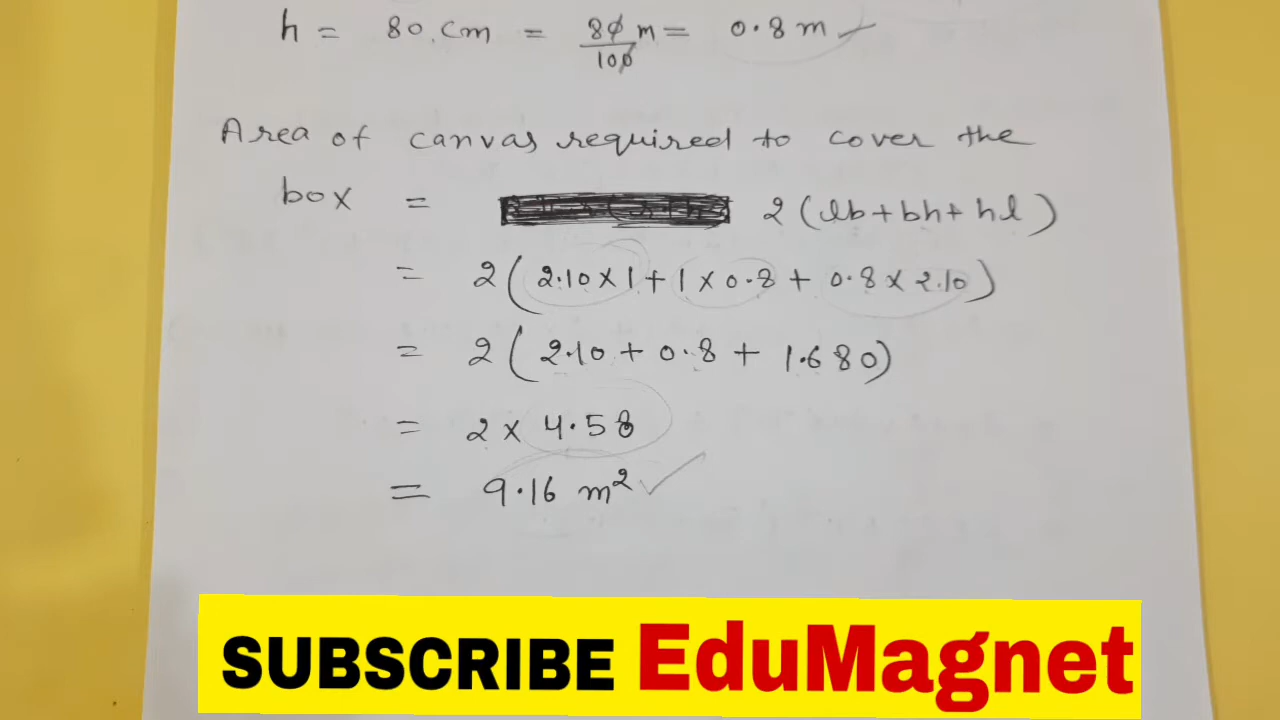 h = 80 cm = 80/100 m = 0.8 m
Area of canvas required to cover the
box = 2 (lb + bh + hl)
= 2 (2.10 x 1 + 1 x 0.8 + 0.8 x 2.10)
= 2 (2.10 + 0.8 + 1.680)
= 2 x 4.58
= 9.16 m²
SUBSCRIBE EduMagnet